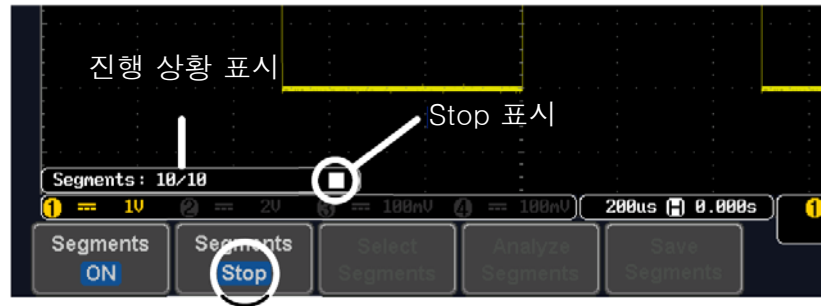 진행 상황 표시
Stop 표시
Segments: 10/10
1 1V 2 2V 3 100mV 4 100mV 200us H 0.000s 1
Segments ON
Segments Stop
Select Segments
Analyze Segments
Save Segments